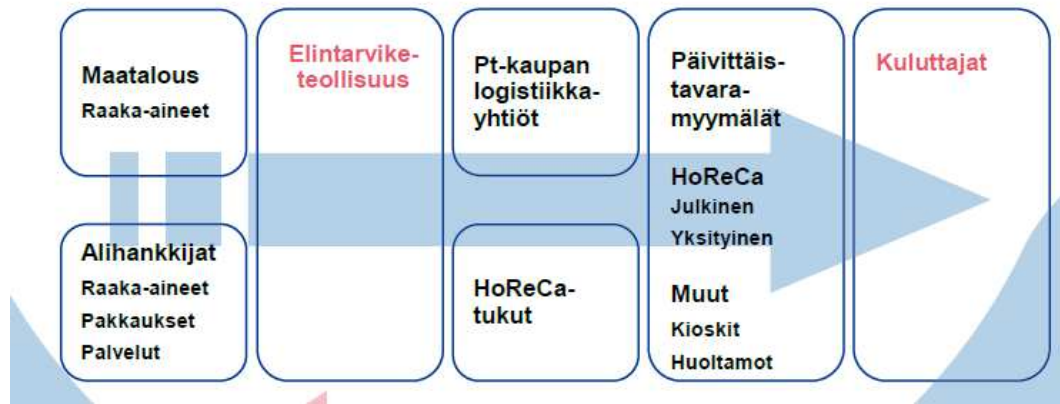 Maatalous
Raaka-aineet
Alihankkijat
Raaka-aineet
Pakkaukset
Palvelut
Elintarvike-
teollisuus
Pt-kaupan
logistiikka-
yhtiöt
HoReCa-
tukut
Päivittäis-
tavara-
myymälät
HoReCa
Julkinen
Yksityinen
Muut
Kioskit
Huoltamot
Kuluttajat